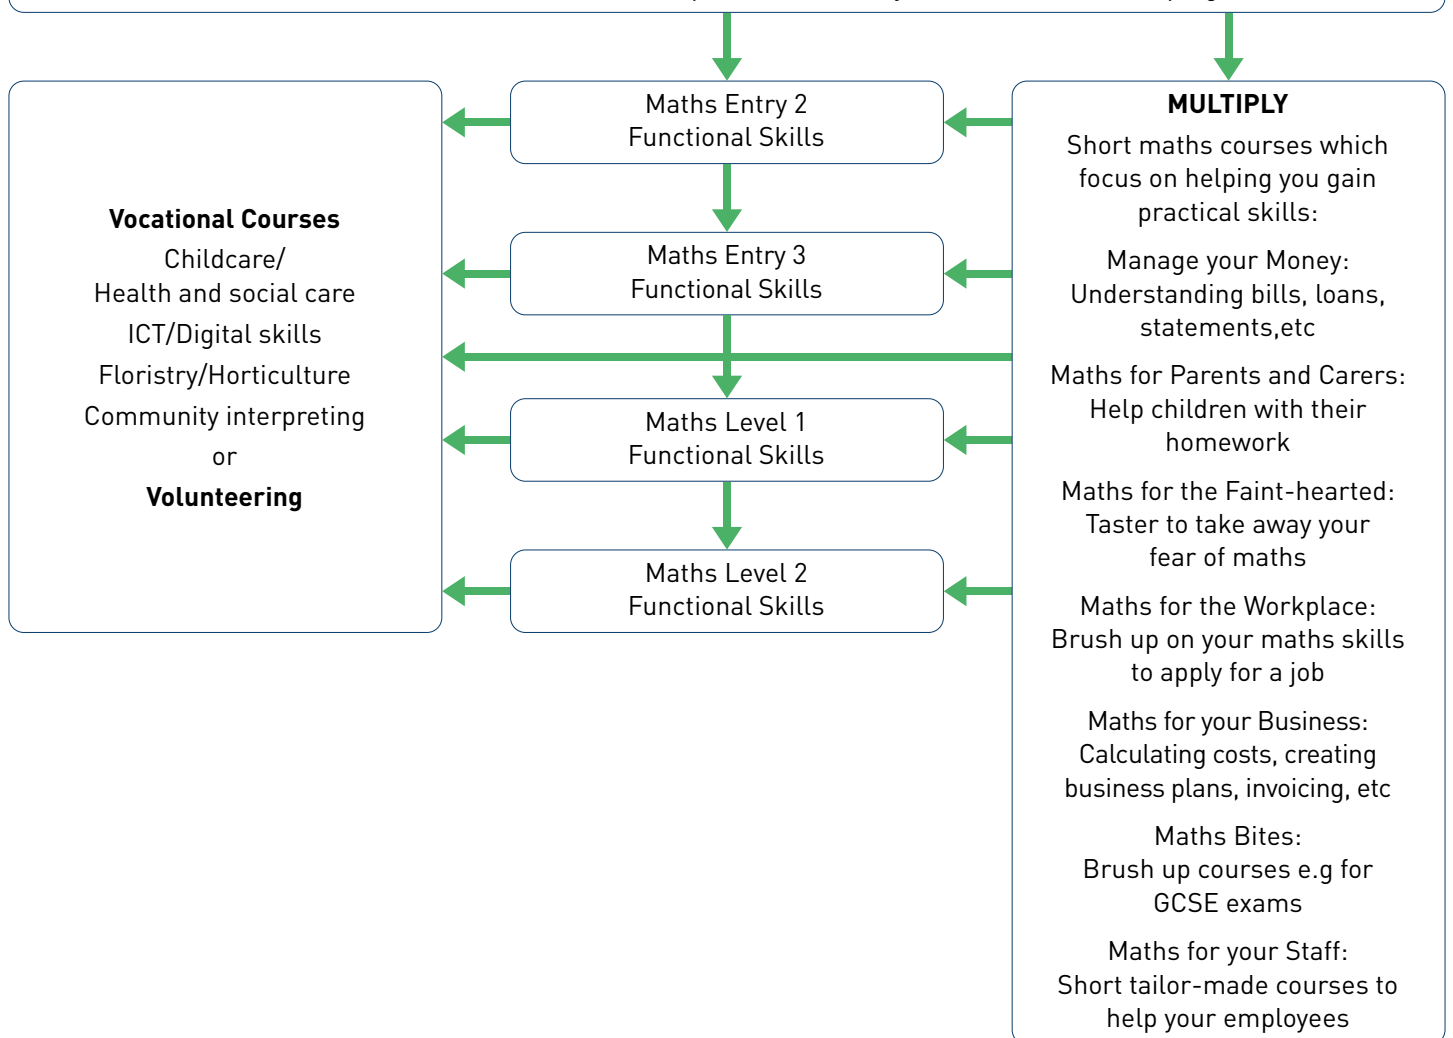 Maths Entry 2
Functional Skills
Maths Entry 3
Functional Skills
Maths Level 1
Functional Skills
Maths Level 2
Functional Skills
Vocational Courses
Childcare/
Health and social care
ICT/Digital skills
Floristry/Horticulture
Community interpreting
or
Volunteering
MULTIPLY
Short maths courses which
focus on helping you gain
practical skills:
Manage your Money:
Understanding bills, loans,
statements,etc
Maths for Parents and Carers:
Help children with their
homework
Maths for the Faint-hearted:
Taster to take away your
fear of maths
Maths for the Workplace:
Brush up on your maths skills
to apply for a job
Maths for your Business:
Calculating costs, creating
business plans, invoicing, etc
Maths Bites:
Brush up courses e.g for
GCSE exams
Maths for your Staff:
Short tailor-made courses to
help your employees